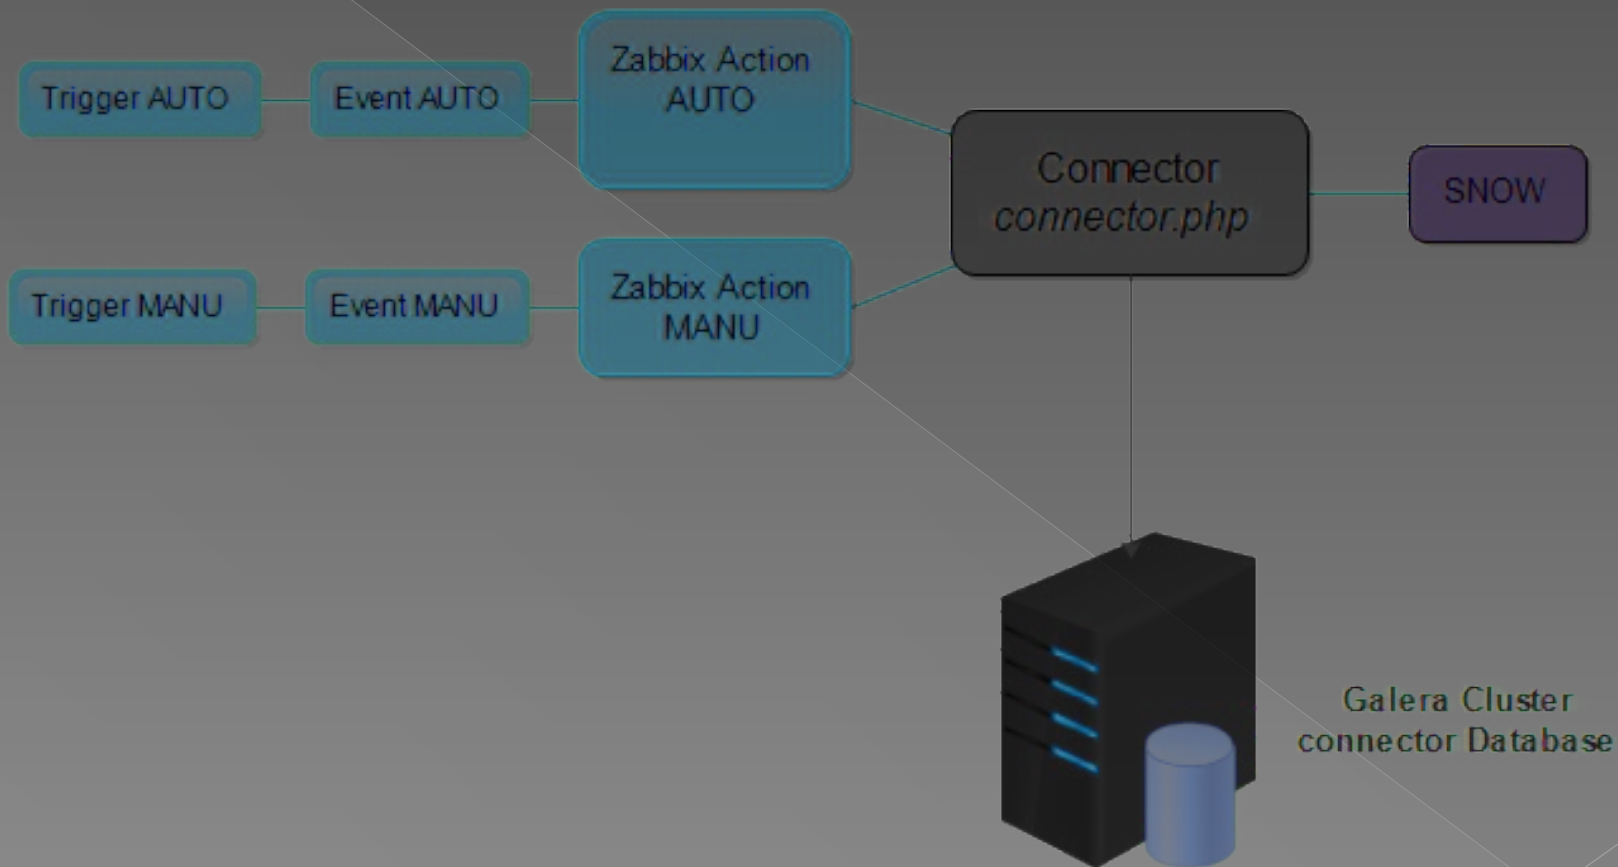 Trigger AUTO
Event AUTO
Zabbix Action
AUTO
Connector
connector.php
SNOW
Trigger MANU
Event MANU
Zabbix Action
MANU
Galera Cluster
connector Database